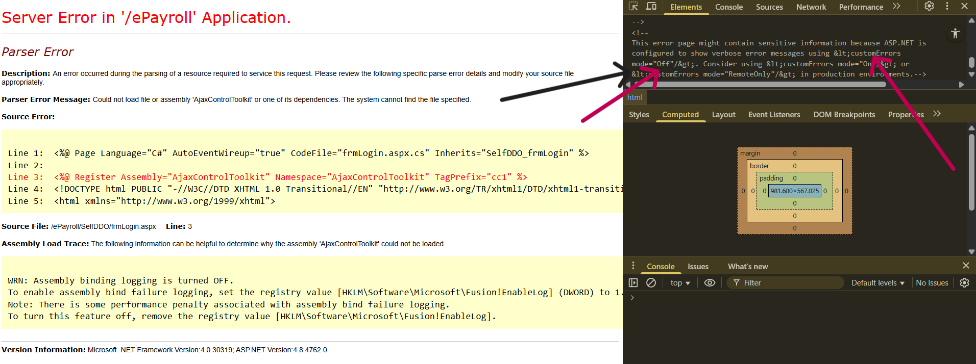 Server Error in '/ePayroll' Application.
Parser Error
Description: An error occurred during the parsing of a resource required to service this request. Please review the following specific parse error details and modify your source file
appropriately.
Parser Error Message: Could not load file or assembly 'AjaxControlToolkit' or one of its dependencies. The system cannot find the file specified.
Source Error:
Line 1: <%@ Page Language="C#" AutoEventWireup="true" CodeFile="frmLogin.aspx.cs" Inherits="SelfDDO_frmLogin" %>
Line 2:
Line 3: <%@ Register Assembly="AjaxControlToolkit" Namespace="AjaxControlToolkit" TagPrefix="cc1" %>
Line 4: <!DOCTYPE html PUBLIC "-//W3C//DTD XHTML 1.0 Transitional//EN" "http://www.w3.org/TR/xhtml1/DTD/xhtml1-transiti
Line 5: <html xmlns="http://www.w3.org/1999/xhtml">
Source File: /ePayroll/SelfDDO/frmLogin.aspx Line: 3
Assembly Load Trace: The following information can be helpful to determine why the assembly 'AjaxControlToolkit' could not be loaded.
WRN: Assembly binding logging is turned OFF.
To enable assembly bind failure logging, set the registry value [HKLM\Software\Microsoft\Fusion!EnableLog] (DWORD) to 1.
Note: There is some performance penalty associated with assembly bind failure logging.
To turn this feature off, remove the registry value [HKLM\Software\Microsoft\Fusion!EnableLog].
Version Information: Microsoft .NET Framework Version:4.0.30319; ASP.NET Version:4.8.4762.0
Elements Console Sources Network Performance
-->
<!--
This error page might contain sensitive information because ASP.NET is
configured to show verbose error messages using &lt;customErrors
mode="Off"/&gt;. Consider using &lt;customErrors mode="On"/&gt; or
&lt;customErrors mode="RemoteOnly"/&gt; in production environments.-->
html
Styles Computed Layout Event Listeners DOM Breakpoints Properties
margin 0
border 0
padding 0
0 0 0 981.600×567.025 0 0 0
0
0
0
Console Issues What's new
top Filter Default levels No Issues